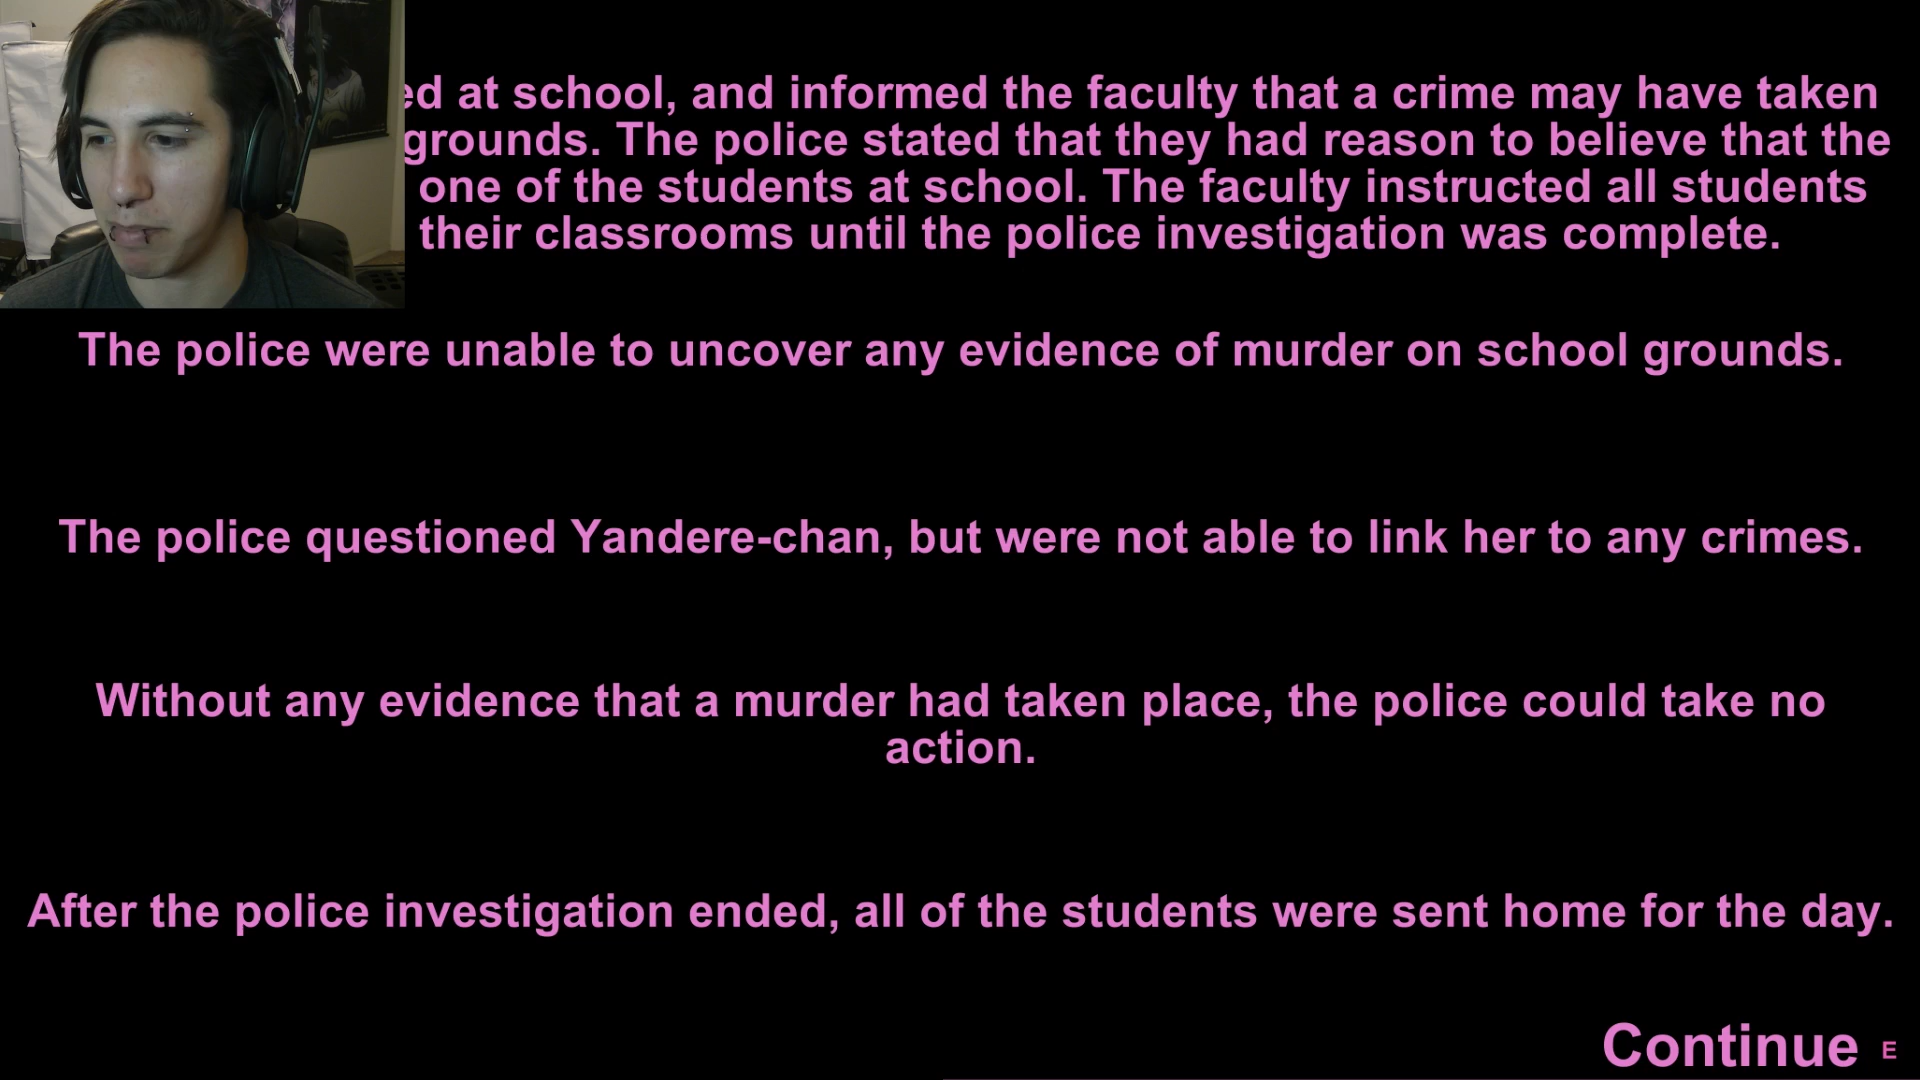 ed at school, and informed the faculty that a crime may have taken
grounds. The police stated that they had reason to believe that the
one of the students at school. The faculty instructed all students
their classrooms until the police investigation was complete.
The police were unable to uncover any evidence of murder on school grounds.
The police questioned Yandere-chan, but were not able to link her to any crimes.
Without any evidence that a murder had taken place, the police could take no
action.
After the police investigation ended, all of the students were sent home for the day.
Continue E